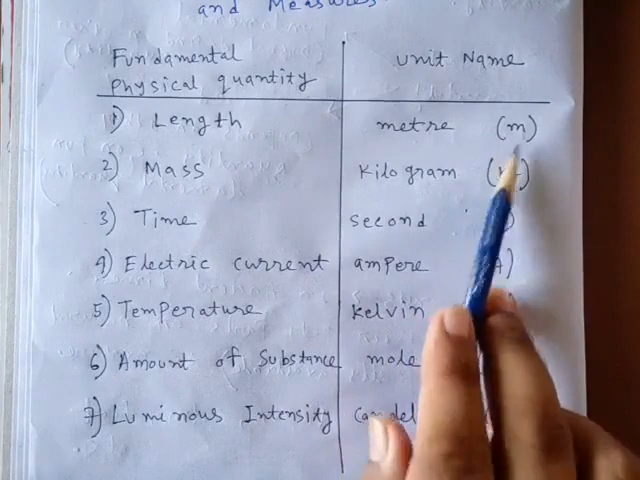 and Measures
Fundamental
Physical quantity
Unit Name
1) Length metre (m)
2) Mass Kilogram
3) Time second
4) Electric current ampere A)
5) Temperature kelvin
6) Amount of Substance mole
7) Luminous Intensity